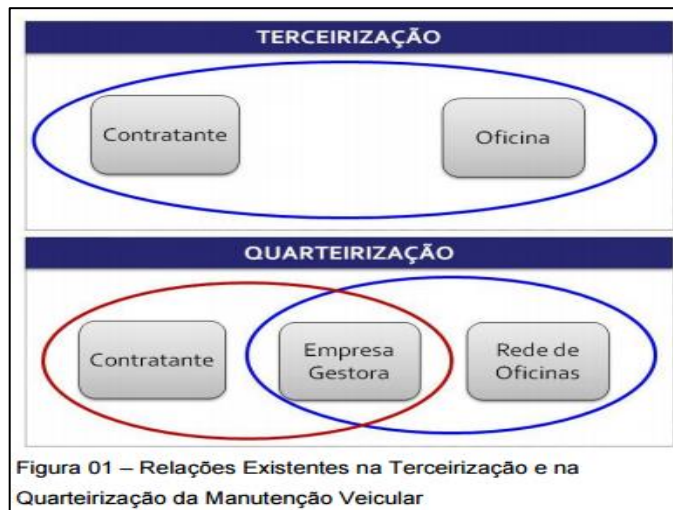 TERCEIRIZAÇÃO
Contratante
Oficina
QUARTEIRIZAÇÃO
Contratante
Empresa
Gestora
Rede de
Oficinas
Figura 01 – Relações Existentes na Terceirização e na
Quarteirização da Manutenção Veicular